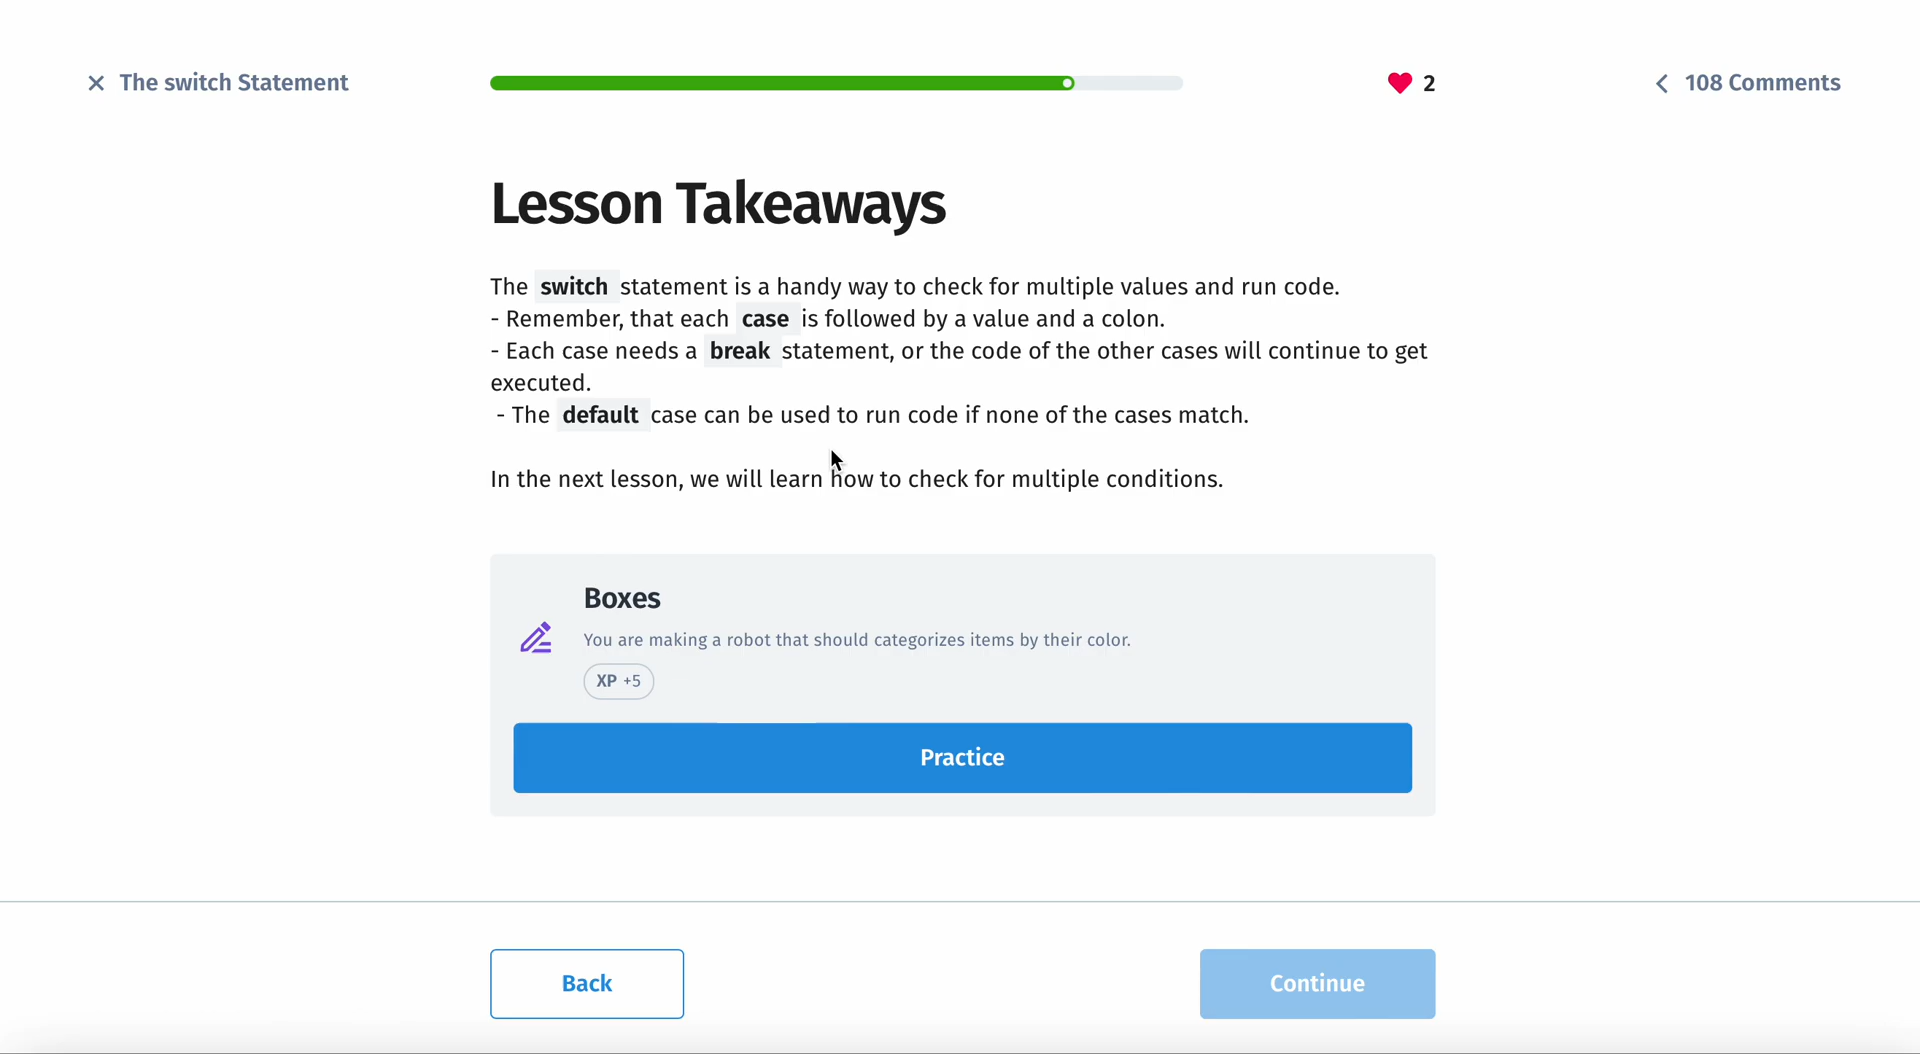 The switch Statement
2
108 Comments
Lesson Takeaways
The switch statement is a handy way to check for multiple values and run code.
- Remember, that each case is followed by a value and a colon.
- Each case needs a break statement, or the code of the other cases will continue to get
executed.
- The default case can be used to run code if none of the cases match.
In the next lesson, we will learn how to check for multiple conditions.
Boxes
You are making a robot that should categorizes items by their color.
XP +5
Practice
Back
Continue